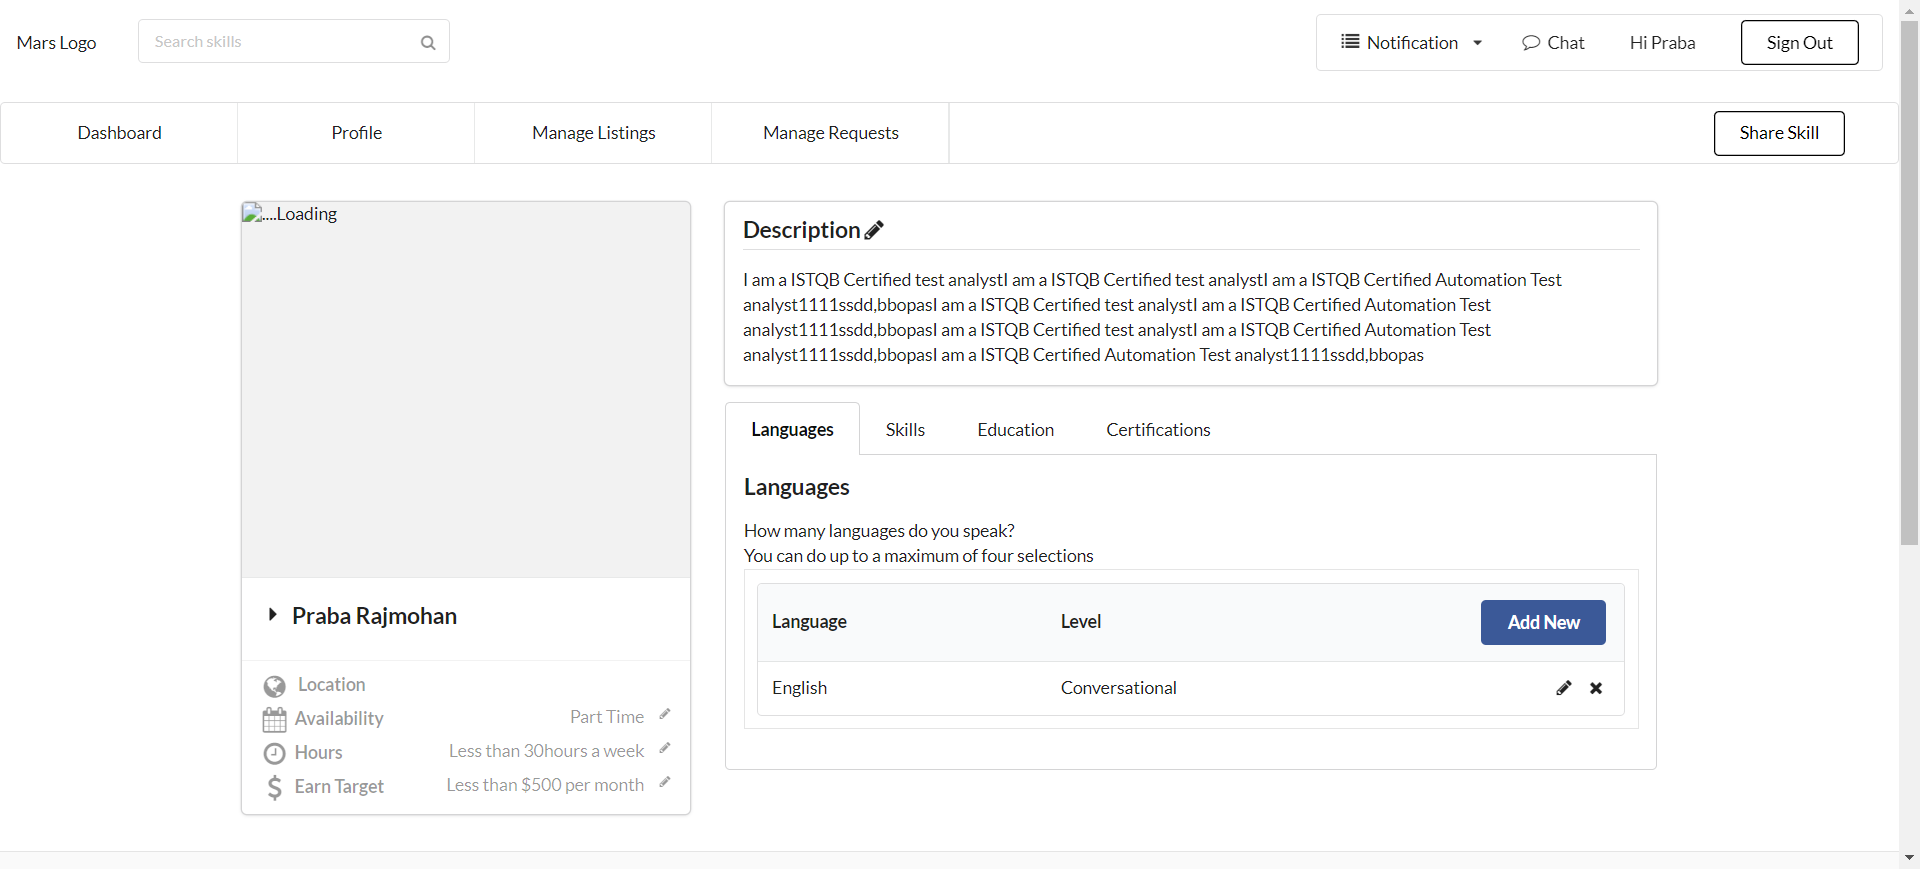 Mars Logo
Search skills
Notification
Chat
Hi Praba
Sign Out
Dashboard
Profile
Manage Listings
Manage Requests
Share Skill
....Loading
Praba Rajmohan
Location
Availability
Part Time
Hours
Less than 30hours a week
Earn Target
Less than $500 per month
Description
I am a ISTQB Certified test analystI am a ISTQB Certified test analystI am a ISTQB Certified Automation Test
analyst1111ssdd,bbopasI am a ISTQB Certified test analystI am a ISTQB Certified Automation Test
analyst1111ssdd,bbopasI am a ISTQB Certified test analystI am a ISTQB Certified Automation Test
analyst1111ssdd,bbopasI am a ISTQB Certified Automation Test analyst1111ssdd,bbopas
Languages
Skills
Education
Certifications
Languages
How many languages do you speak?
You can do up to a maximum of four selections
Language
Level
Add New
English
Conversational